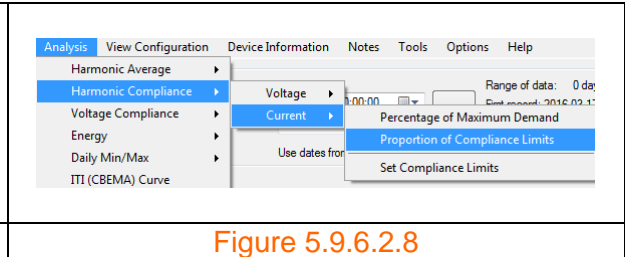 Analysis View Configuration Device Information Notes Tools Options Help
Harmonic Average
Range of data: 0
Harmonic Compliance
Voltage
Voltage Compliance
Current
Percentage of Maximum Demand
Energy
Proportion of Compliance Limits
Daily Min/Max
Use dates
Set Compliance Limits
ITI (CBEMA) Curve
Figure 5.9.6.2.8